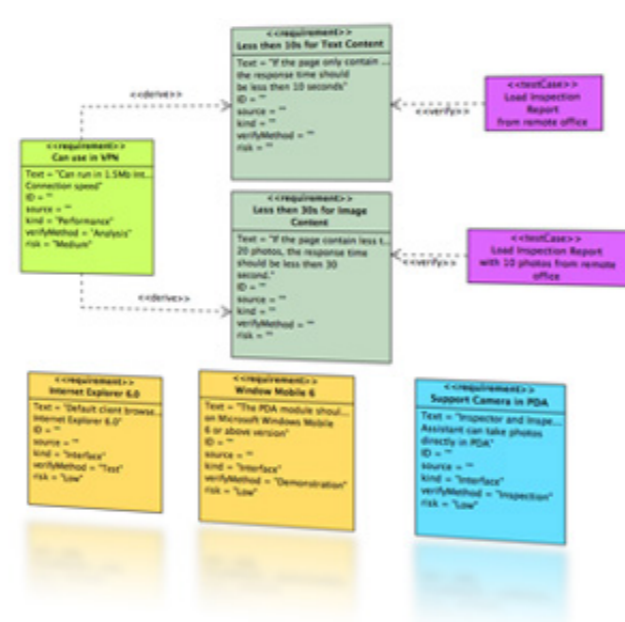 <<requirement>>
Less then 10s for Text Content
Text = "If the page only contain ...
the response time should
be less then 10 seconds"
ID = ""
source = ""
kind = ""
verifyMethod = ""
risk = ""
<<derive>>
<<verify>>
<<testCase>>
Load Inspection
Report
from remote office
<<requirement>>
Can use in VPN
Text = "Can run in 1.5Mb Int...
Connection speed"
ID = ""
source = ""
kind = "Performance"
verifyMethod = "Analysis"
risk = "Medium"
<<requirement>>
Less then 30s for Image
Content
Text = "If the page contain less t...
20 photos, the response time
should be less then 30
second."
ID = ""
source = ""
kind = ""
verifyMethod = ""
risk = ""
<<derive>>
<<verify>>
<<testCase>>
Load Inspection Report
with 10 photos from remote
office
<<requirement>>
Internet Explorer 6.0
Text = "Default client browse...
Internet Explorer 6.0"
ID = ""
source = ""
kind = "Interface"
verifyMethod = "Test"
risk = "Low"
<<requirement>>
Window Mobile 6
Text = "The PDA module shoul...
on Microsoft Windows Mobile
6 or above version"
ID = ""
source = ""
kind = "Interface"
verifyMethod = "Demonstration"
risk = "Low"
<<requirement>>
Support Camera in PDA
Text = "Inspector and Inspe...
Assistant can take photos
directly in PDA"
ID = ""
source = ""
kind = "Interface"
verifyMethod = "Inspection"
risk = "Low"